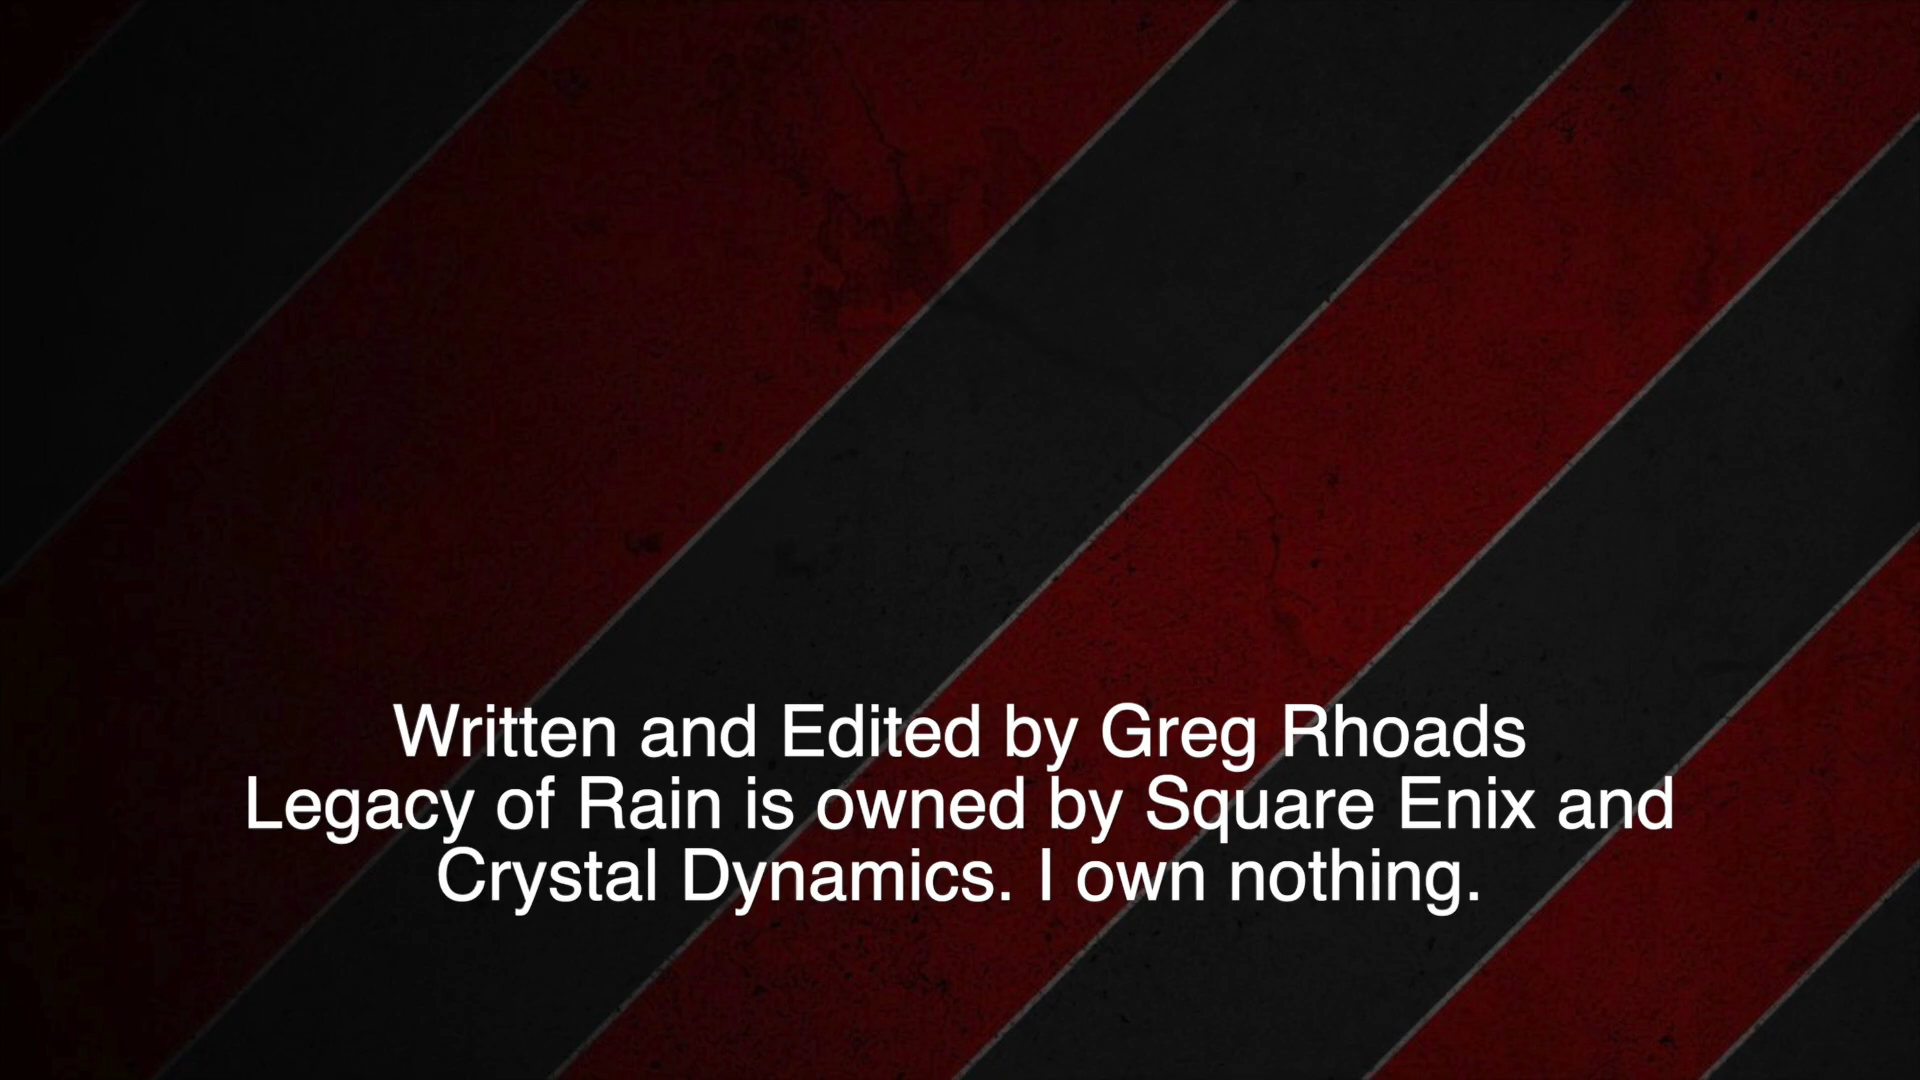 Written and Edited by Greg Rhoads
Legacy of Rain is owned by Square Enix and
Crystal Dynamics. I own nothing.